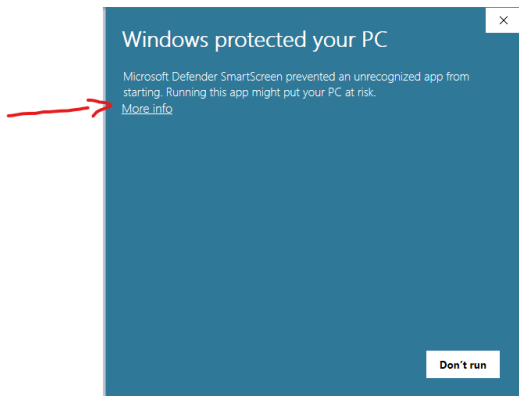 Windows protected your PC
Microsoft Defender SmartScreen prevented an unrecognized app from
starting. Running this app might put your PC at risk.
More info
Don't run